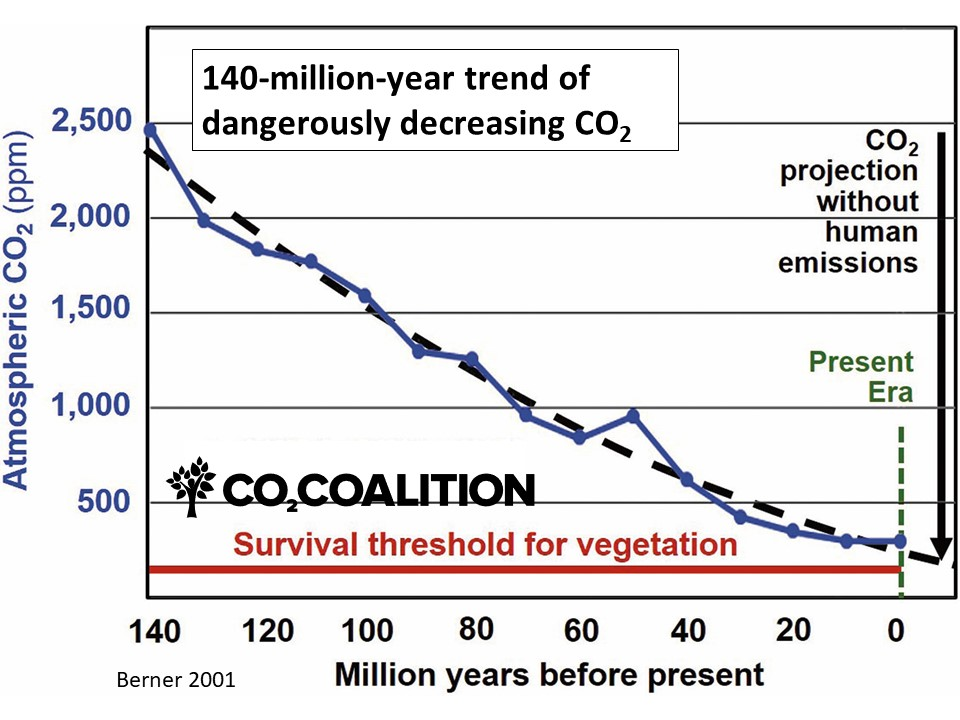 140-million-year trend of
dangerously decreasing CO₂
2,500
2,000
1,500
1,000
500
Atmospheric CO₂ (ppm)
CO₂
projection
without
human
emissions
Present
Era
CO₂COALITION
Survival threshold for vegetation
140 120 100 80 60 40 20 0
Million years before present
Berner 2001